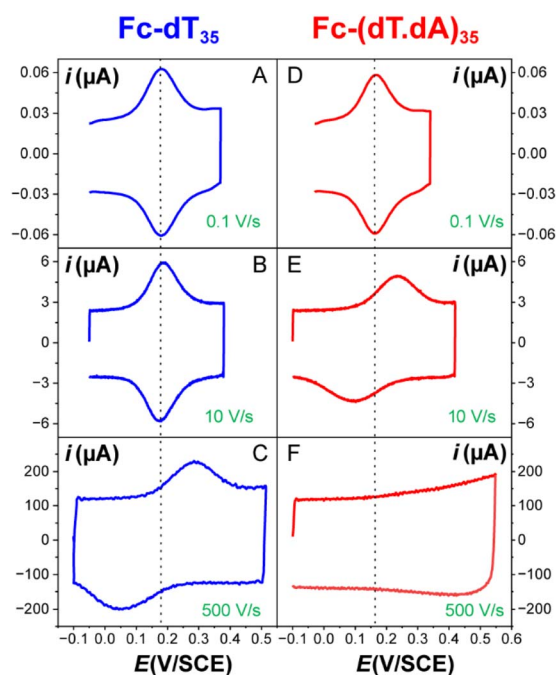 Fc-dT35 Fc-(dT.dA)35
i (µA) A D i (µA)
0.06 0.06
0.03 0.03
0.00 0.00
−0.03 −0.03
−0.06 0.1 V/s 0.1 V/s −0.06
i (µA) B E i (µA)
6 6
3 3
0 0
−3 −3
−6 10 V/s 10 V/s −6
i (µA) C F i (µA)
200 200
100 100
0 0
−100 −100
−200 500 V/s 500 V/s −200
−0.1 0.0 0.1 0.2 0.3 0.4 0.5 −0.1 0.0 0.1 0.2 0.3 0.4 0.5 0.6
E(V/SCE) E(V/SCE)